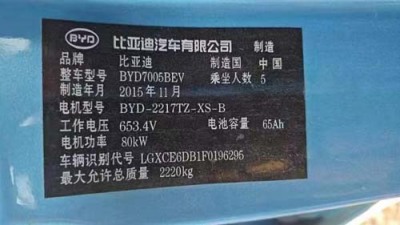 BYD 比亚迪汽车有限公司 制造
品牌 比亚迪 制造国 中国
整车型号 BYD7005BEV 乘坐人数 5
制造年月 2015年11月
电机型号 BYD-2217TZ-XS-B
工作电压 653.4V 电池容量 65Ah
电机功率 80kW
车辆识别代号 LGXCE6DB1F0196295
最大允许总质量 2220kg